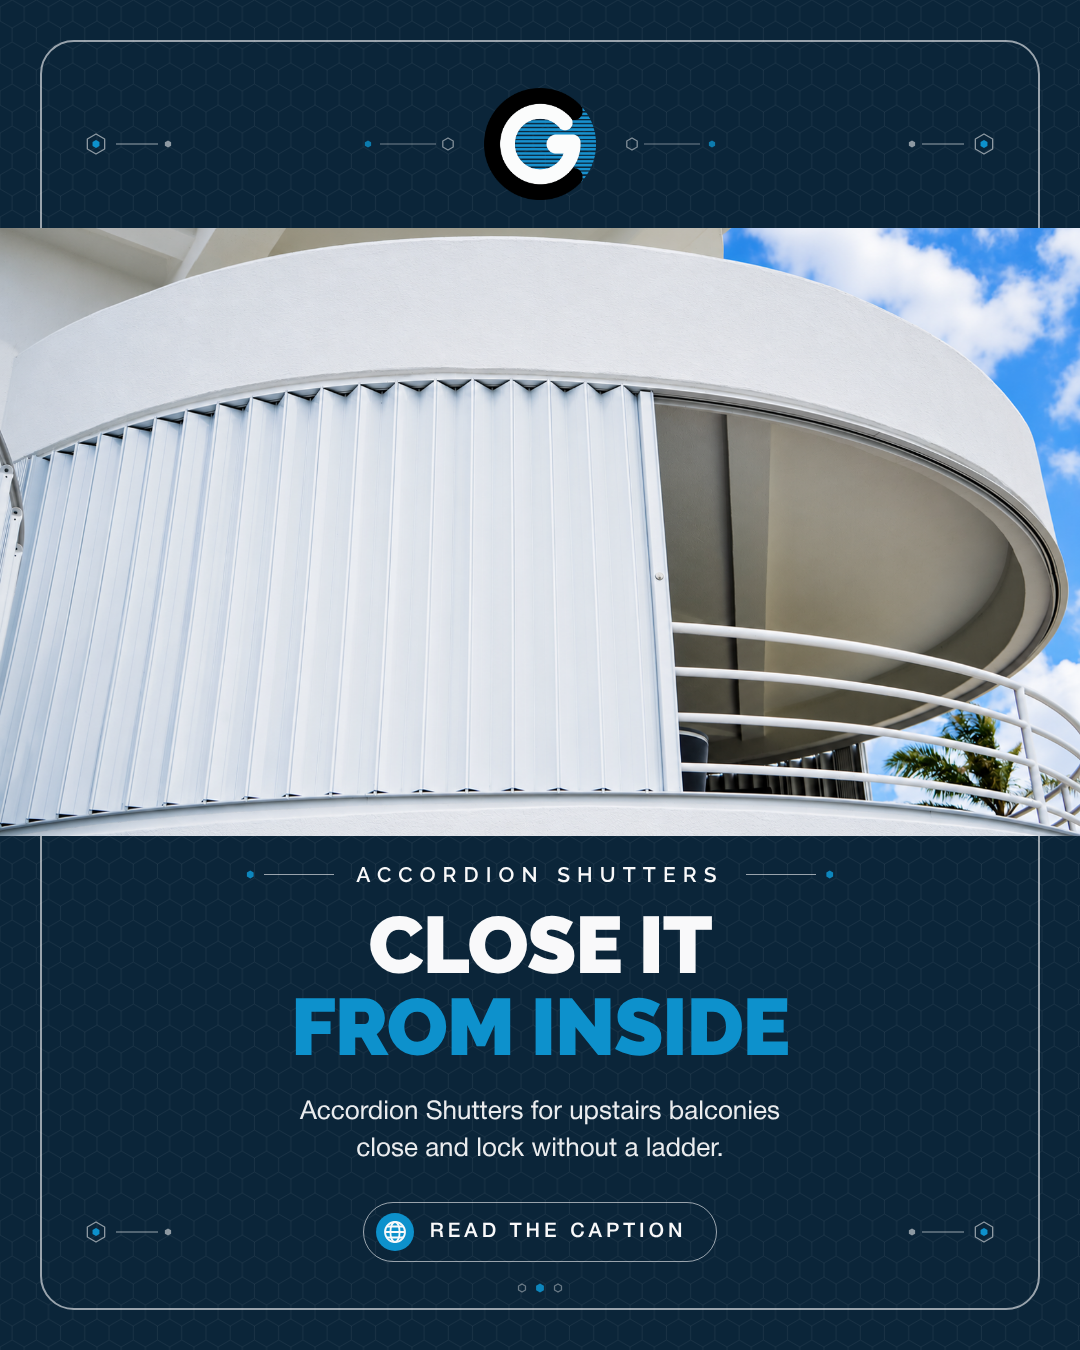 ACCORDION SHUTTERS
CLOSE IT
FROM INSIDE
Accordion Shutters for upstairs balconies
close and lock without a ladder.
READ THE CAPTION